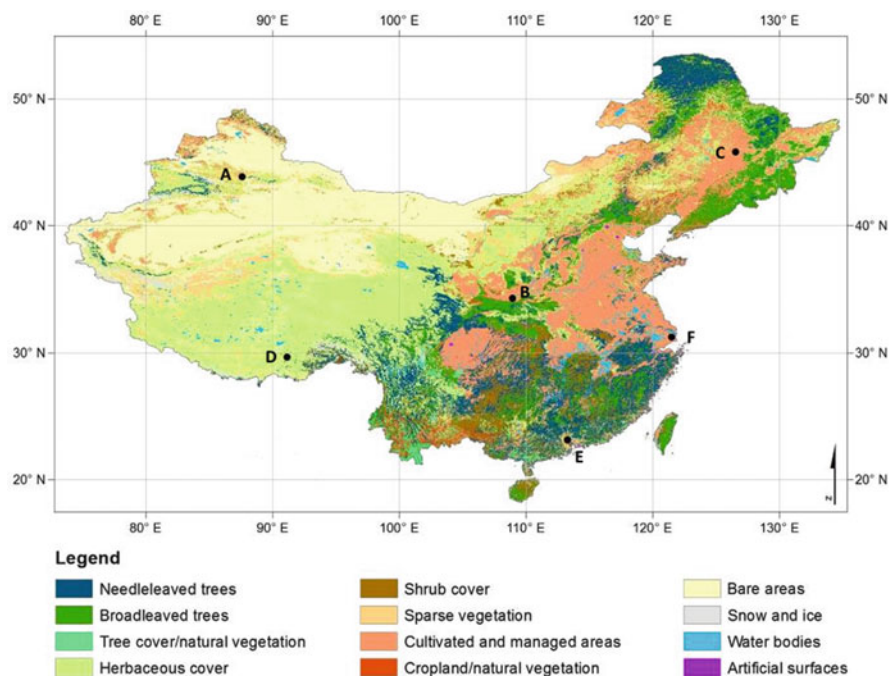 80° E 90° E 100° E 110° E 120° E 130° E
50° N 50° N
C
A
40° N 40° N
B
F
30° N D 30° N
E
20° N 20° N
N
80° E 90° E 100° E 110° E 120° E 130° E
Legend
Needleleaved trees
Broadleaved trees
Tree cover/natural vegetation
Herbaceous cover
Shrub cover
Sparse vegetation
Cultivated and managed areas
Cropland/natural vegetation
Bare areas
Snow and ice
Water bodies
Artificial surfaces